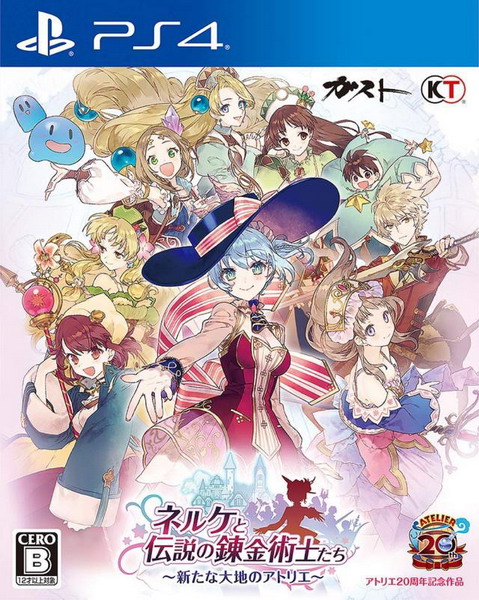 PS4
ガスト
KT
ネルケと
伝説の錬金術士たち
～新たな大地のアトリエ～
CERO
B
12才以上対象
ATELIER
20th
アトリエ20周年記念作品